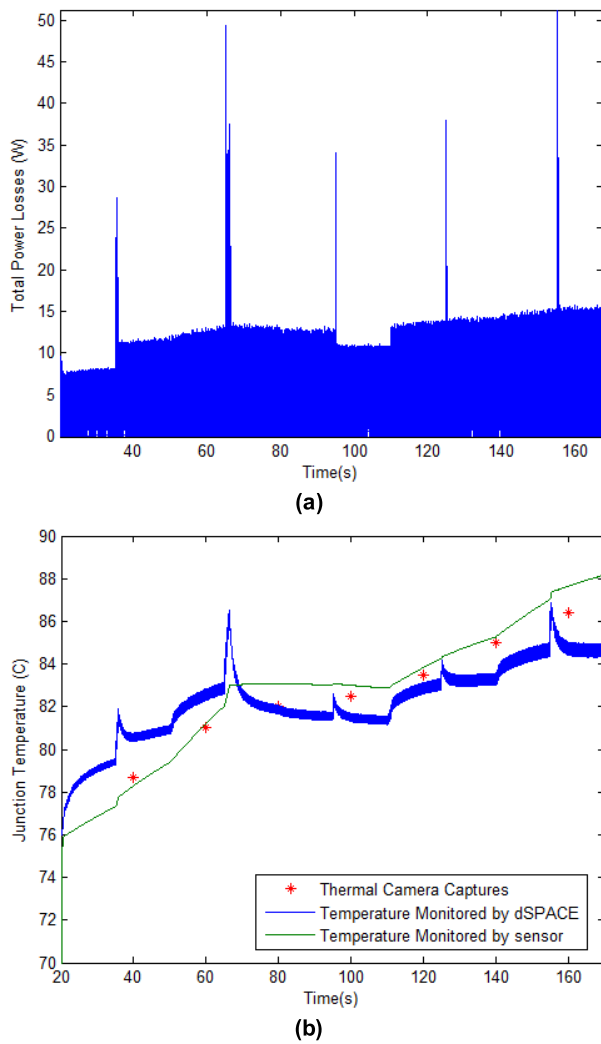 50
45
40
35
30
25
20
15
10
5
0
Total Power Losses (W)
40 60 80 100 120 140 160
Time(s)
(a)
90
88
86
84
82
80
78
76
74
72
70
Junction Temperature (C)
Thermal Camera Captures
Temperature Monitored by dSPACE
Temperature Monitored by sensor
20 40 60 80 100 120 140 160
Time(s)
(b)